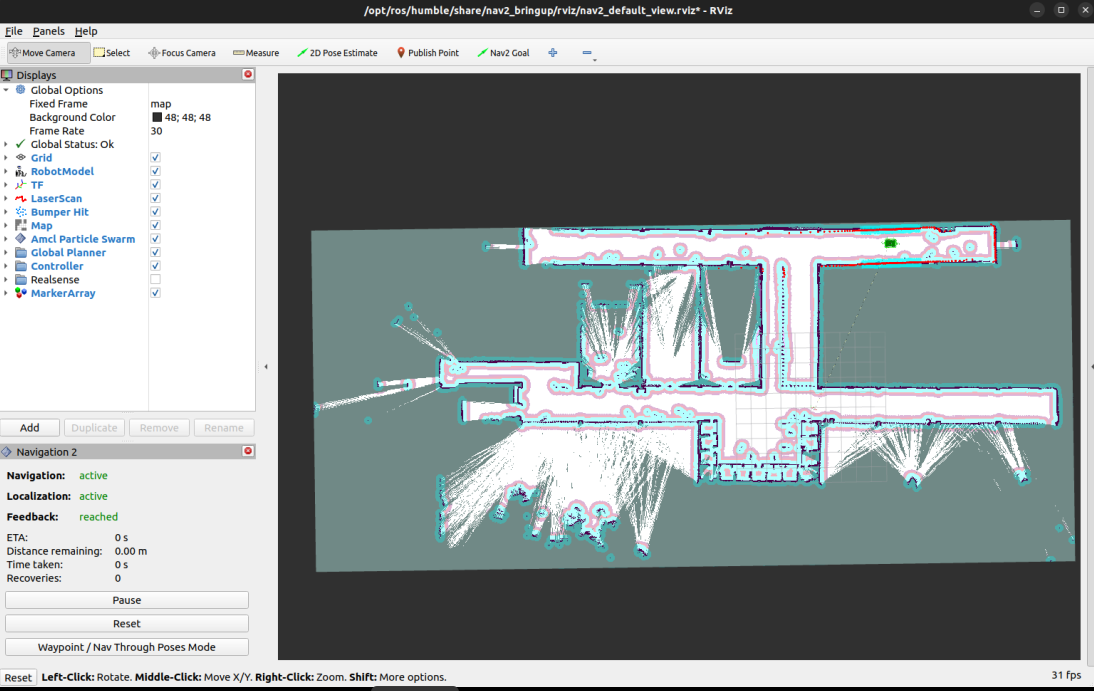 /opt/ros/humble/share/nav2_bringup/rviz/nav2_default_view.rviz* - RViz
File Panels Help
Move Camera Select Focus Camera Measure 2D Pose Estimate Publish Point Nav2 Goal
Displays
Global Options
Fixed Frame map
Background Color 48; 48; 48
Frame Rate 30
Global Status: Ok
Grid
RobotModel
TF
LaserScan
Bumper Hit
Map
Amcl Particle Swarm
Global Planner
Controller
Realsense
MarkerArray
Add Duplicate Remove Rename
Navigation 2
Navigation: active
Localization: active
Feedback: reached
ETA: 0 s
Distance remaining: 0.00 m
Time taken: 0 s
Recoveries: 0
Pause
Reset
Waypoint / Nav Through Poses Mode
Reset Left-Click: Rotate. Middle-Click: Move X/Y. Right-Click: Zoom. Shift: More options. 31 fps